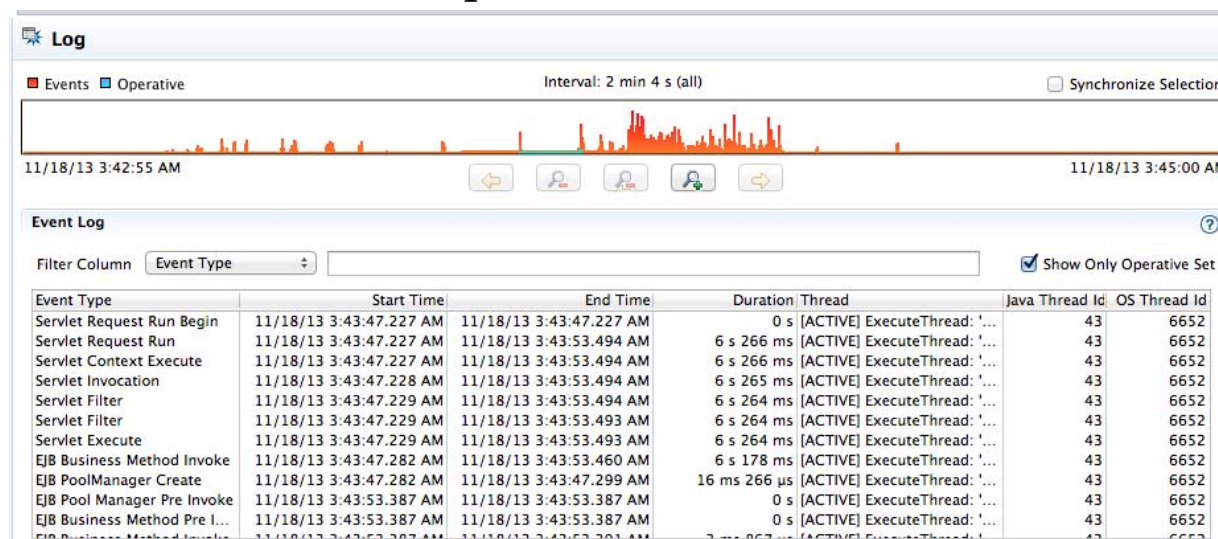 Log
Events Operative Interval: 2 min 4 s (all) Synchronize Selection
11/18/13 3:42:55 AM 11/18/13 3:45:00 AM
Event Log
Filter Column Event Type Show Only Operative Set
Event Type Start Time End Time Duration Thread Java Thread Id OS Thread Id
Servlet Request Run Begin 11/18/13 3:43:47.227 AM 11/18/13 3:43:47.227 AM 0 s [ACTIVE] ExecuteThread: '... 43 6652
Servlet Request Run 11/18/13 3:43:47.227 AM 11/18/13 3:43:53.494 AM 6 s 266 ms [ACTIVE] ExecuteThread: '... 43 6652
Servlet Context Execute 11/18/13 3:43:47.227 AM 11/18/13 3:43:53.494 AM 6 s 266 ms [ACTIVE] ExecuteThread: '... 43 6652
Servlet Invocation 11/18/13 3:43:47.228 AM 11/18/13 3:43:53.494 AM 6 s 265 ms [ACTIVE] ExecuteThread: '... 43 6652
Servlet Filter 11/18/13 3:43:47.229 AM 11/18/13 3:43:53.494 AM 6 s 264 ms [ACTIVE] ExecuteThread: '... 43 6652
Servlet Filter 11/18/13 3:43:47.229 AM 11/18/13 3:43:53.493 AM 6 s 264 ms [ACTIVE] ExecuteThread: '... 43 6652
Servlet Execute 11/18/13 3:43:47.229 AM 11/18/13 3:43:53.493 AM 6 s 264 ms [ACTIVE] ExecuteThread: '... 43 6652
EJB Business Method Invoke 11/18/13 3:43:47.282 AM 11/18/13 3:43:53.460 AM 6 s 178 ms [ACTIVE] ExecuteThread: '... 43 6652
EJB PoolManager Create 11/18/13 3:43:47.282 AM 11/18/13 3:43:47.299 AM 16 ms 266 µs [ACTIVE] ExecuteThread: '... 43 6652
EJB Pool Manager Pre Invoke 11/18/13 3:43:53.387 AM 11/18/13 3:43:53.387 AM 0 s [ACTIVE] ExecuteThread: '... 43 6652
EJB Business Method Pre I... 11/18/13 3:43:53.387 AM 11/18/13 3:43:53.387 AM 0 s [ACTIVE] ExecuteThread: '... 43 6652